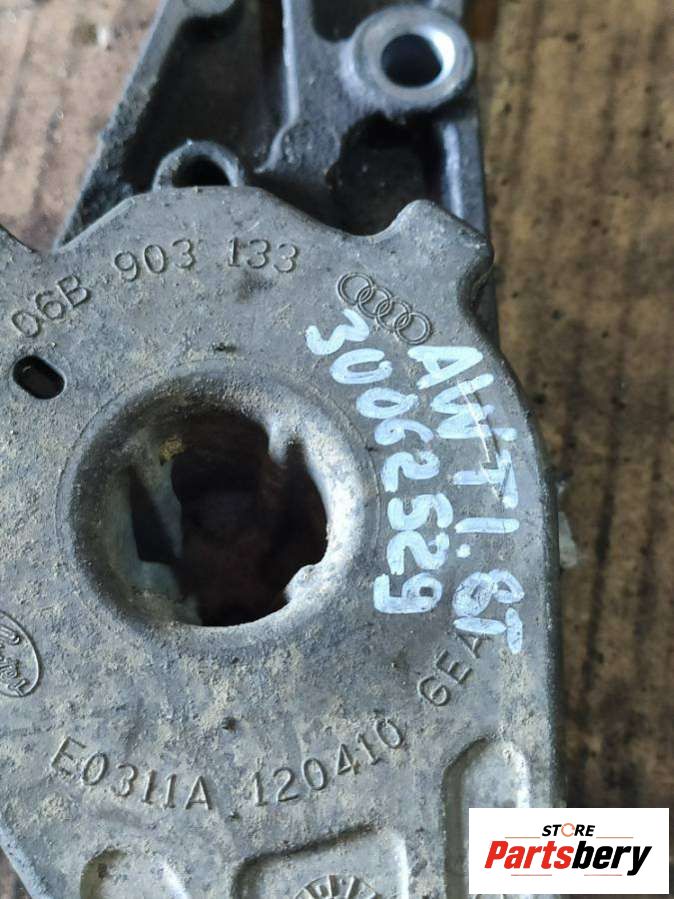 06B 903 133
AWT 1.8T
30062529
E0311A 120410 GEA
STORE
Partsbery